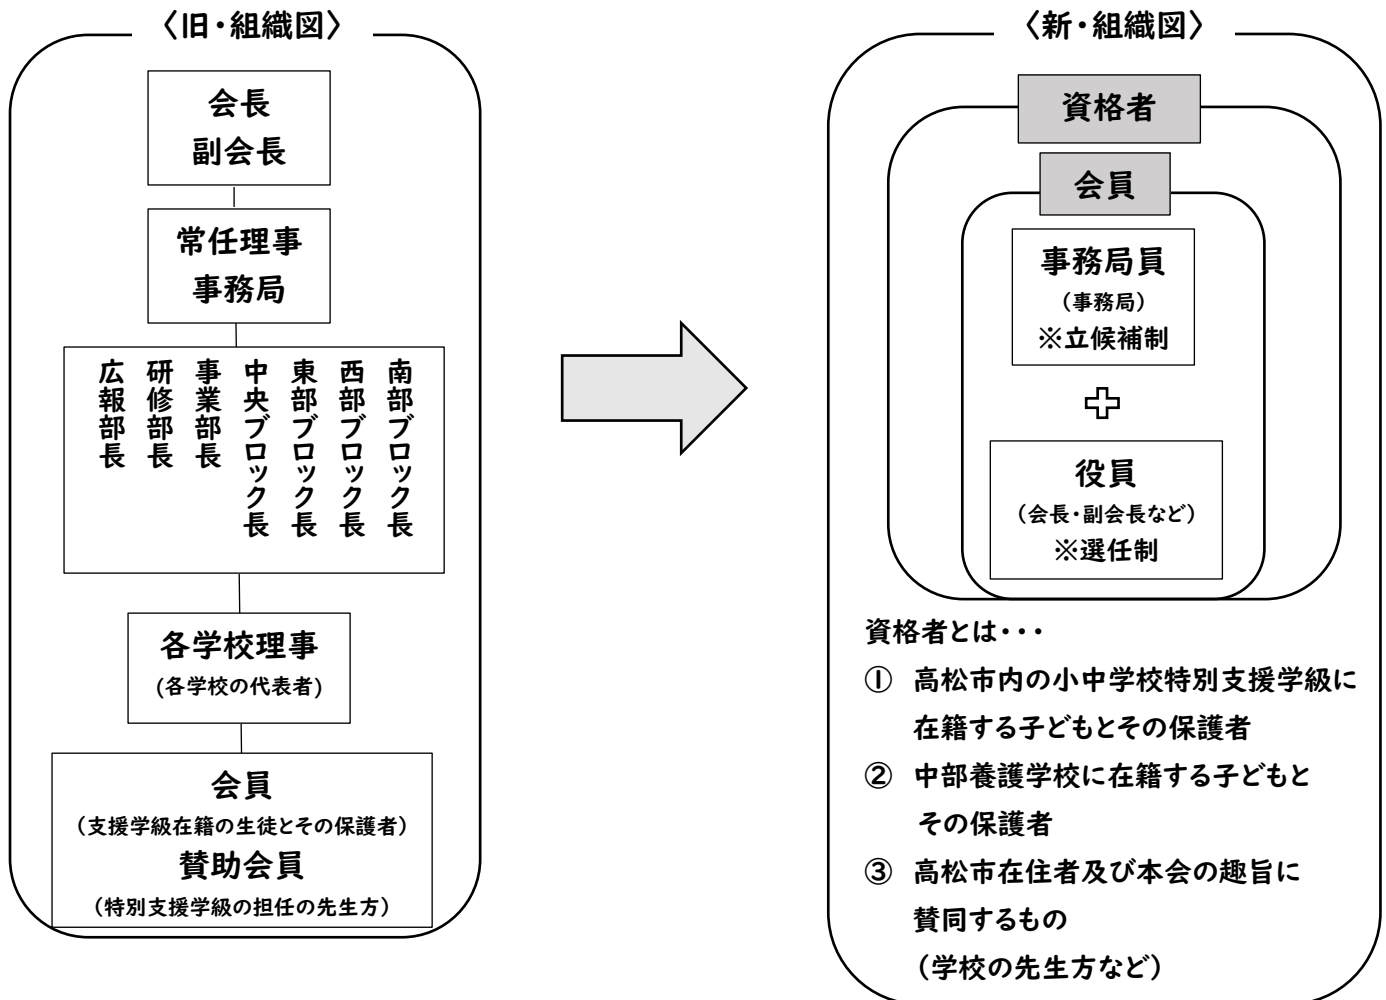 〈旧・組織図〉
会長
副会長
常任理事
事務局
広報部長
研修部長
事業部長
中央ブロック長
東部ブロック長
西部ブロック長
南部ブロック長
各学校理事
(各学校の代表者)
会員
(支援学級在籍の生徒とその保護者)
賛助会員
(特別支援学級の担任の先生方)
〈新・組織図〉
資格者
会員
事務局員
(事務局)
※立候補制
役員
(会長・副会長など)
※選任制
資格者とは・・・
① 高松市内の小中学校特別支援学級に
在籍する子どもとその保護者
② 中部養護学校に在籍する子どもと
その保護者
③ 高松市在住者及び本会の趣旨に
賛同するもの
(学校の先生方など)